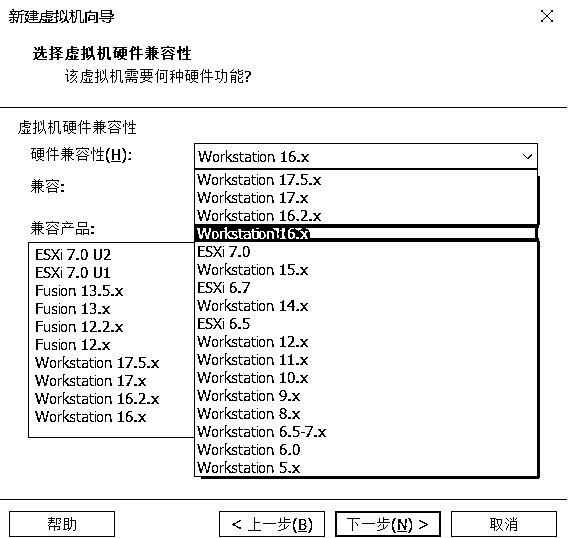 新建虚拟机向导
选择虚拟机硬件兼容性
该虚拟机需要何种硬件功能?
虚拟机硬件兼容性
硬件兼容性(H):
Workstation 16.x
兼容:
Workstation 17.5.x
Workstation 17.x
Workstation 16.2.x
Workstation 16.x
ESXi 7.0
Workstation 15.x
ESXi 6.7
Workstation 14.x
ESXi 6.5
Workstation 12.x
Workstation 11.x
Workstation 10.x
Workstation 9.x
Workstation 8.x
Workstation 6.5-7.x
Workstation 6.0
Workstation 5.x
兼容产品:
ESXi 7.0 U2
ESXi 7.0 U1
Fusion 13.5.x
Fusion 13.x
Fusion 12.2.x
Fusion 12.x
Workstation 17.5.x
Workstation 17.x
Workstation 16.2.x
Workstation 16.x
帮助
< 上一步(B)
下一步(N) >
取消